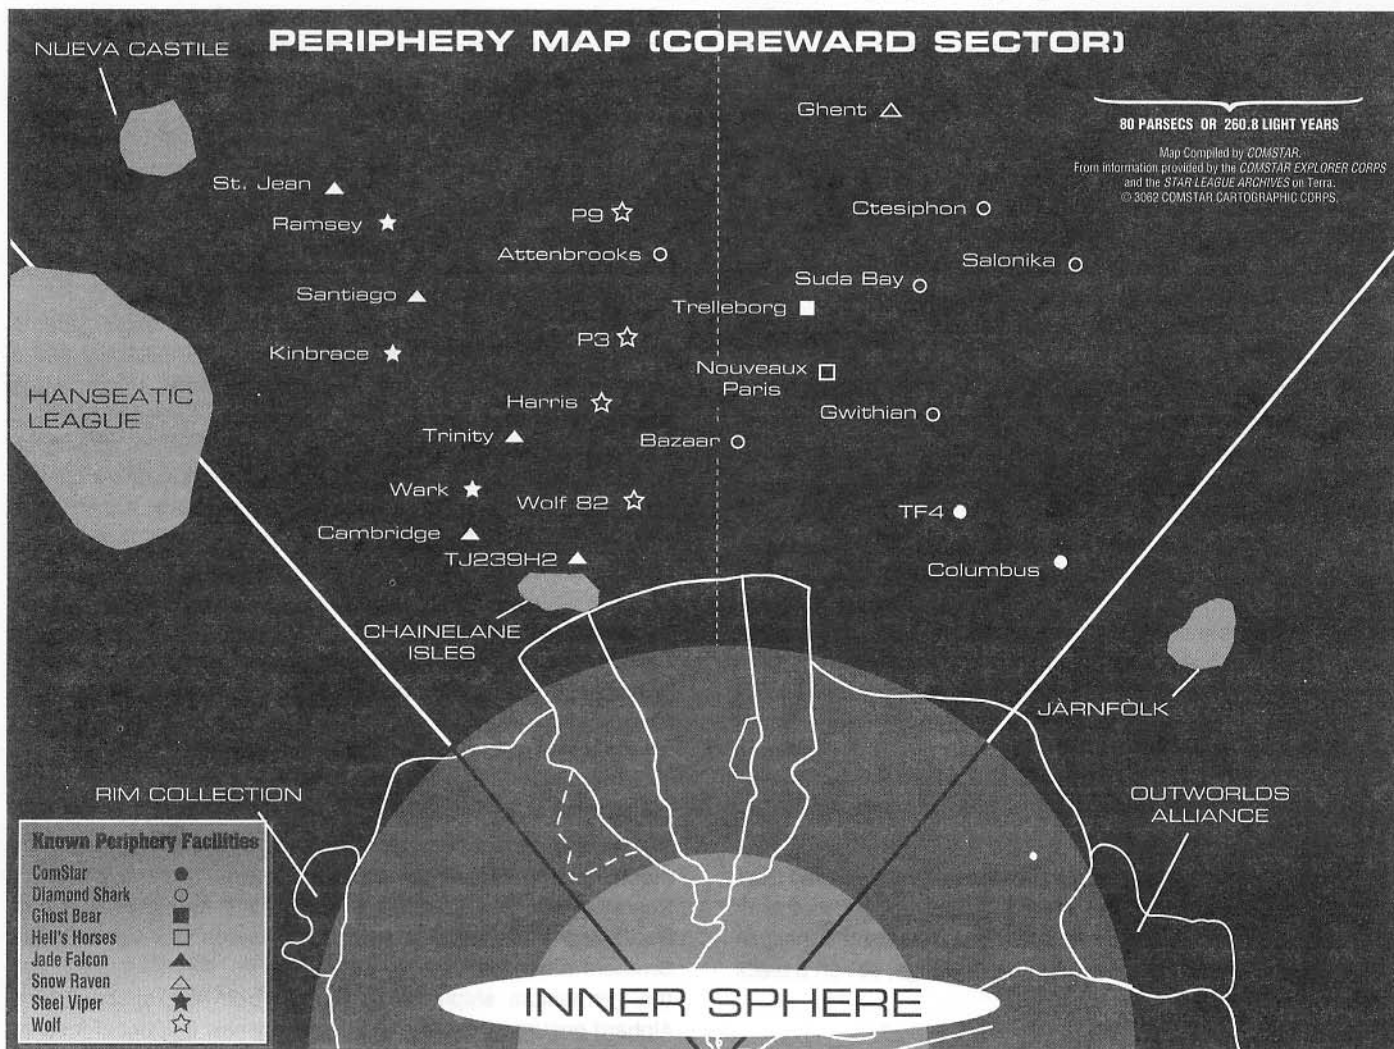 PERIPHERY MAP (COREWARD SECTOR)
NUEVA CASTILE
Ghent
80 PARSECS OR 260.8 LIGHT YEARS
Map Compiled by COMSTAR.
From information provided by the COMSTAR EXPLORER CORPS
and the STAR LEAGUE ARCHIVES on Terra.
© 3062 COMSTAR CARTOGRAPHIC CORPS.
St. Jean
Ramsey
P9
Ctesiphon
Attenbrooks
Salonika
Suda Bay
Santiago
Trelleborg
P3
Kinbrace
Nouveaux
Paris
HANSEATIC
LEAGUE
Harris
Gwithian
Trinity
Bazaar
Wark
Wolf 82
TF4
Cambridge
TJ239H2
Columbus
CHAINELANE
ISLES
JÀRNFÒLK
RIM COLLECTION
OUTWORLDS
ALLIANCE
Known Periphery Facilities
ComStar
Diamond Shark
Ghost Bear
Hell's Horses
Jade Falcon
Snow Raven
Steel Viper
Wolf
INNER SPHERE